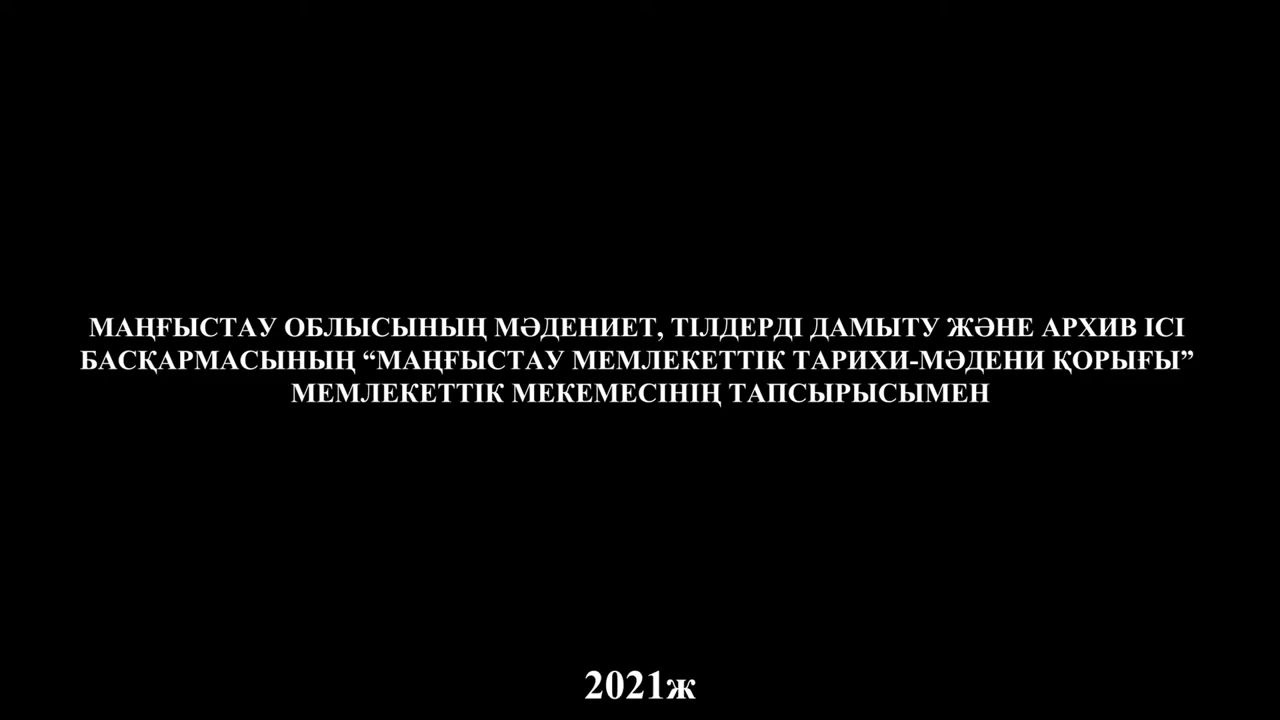 МАҢҒЫСТАУ ОБЛЫСЫНЫҢ МӘДЕНИЕТ, ТІЛДЕРДІ ДАМЫТУ ЖӘНЕ АРХИВ ІСІ
БАСҚАРМАСЫНЫҢ “МАҢҒЫСТАУ МЕМЛЕКЕТТІК ТАРИХИ-МӘДЕНИ ҚОРЫҒЫ”
МЕМЛЕКЕТТІК МЕКЕМЕСІНІҢ ТАПСЫРЫСЫМЕН
2021ж